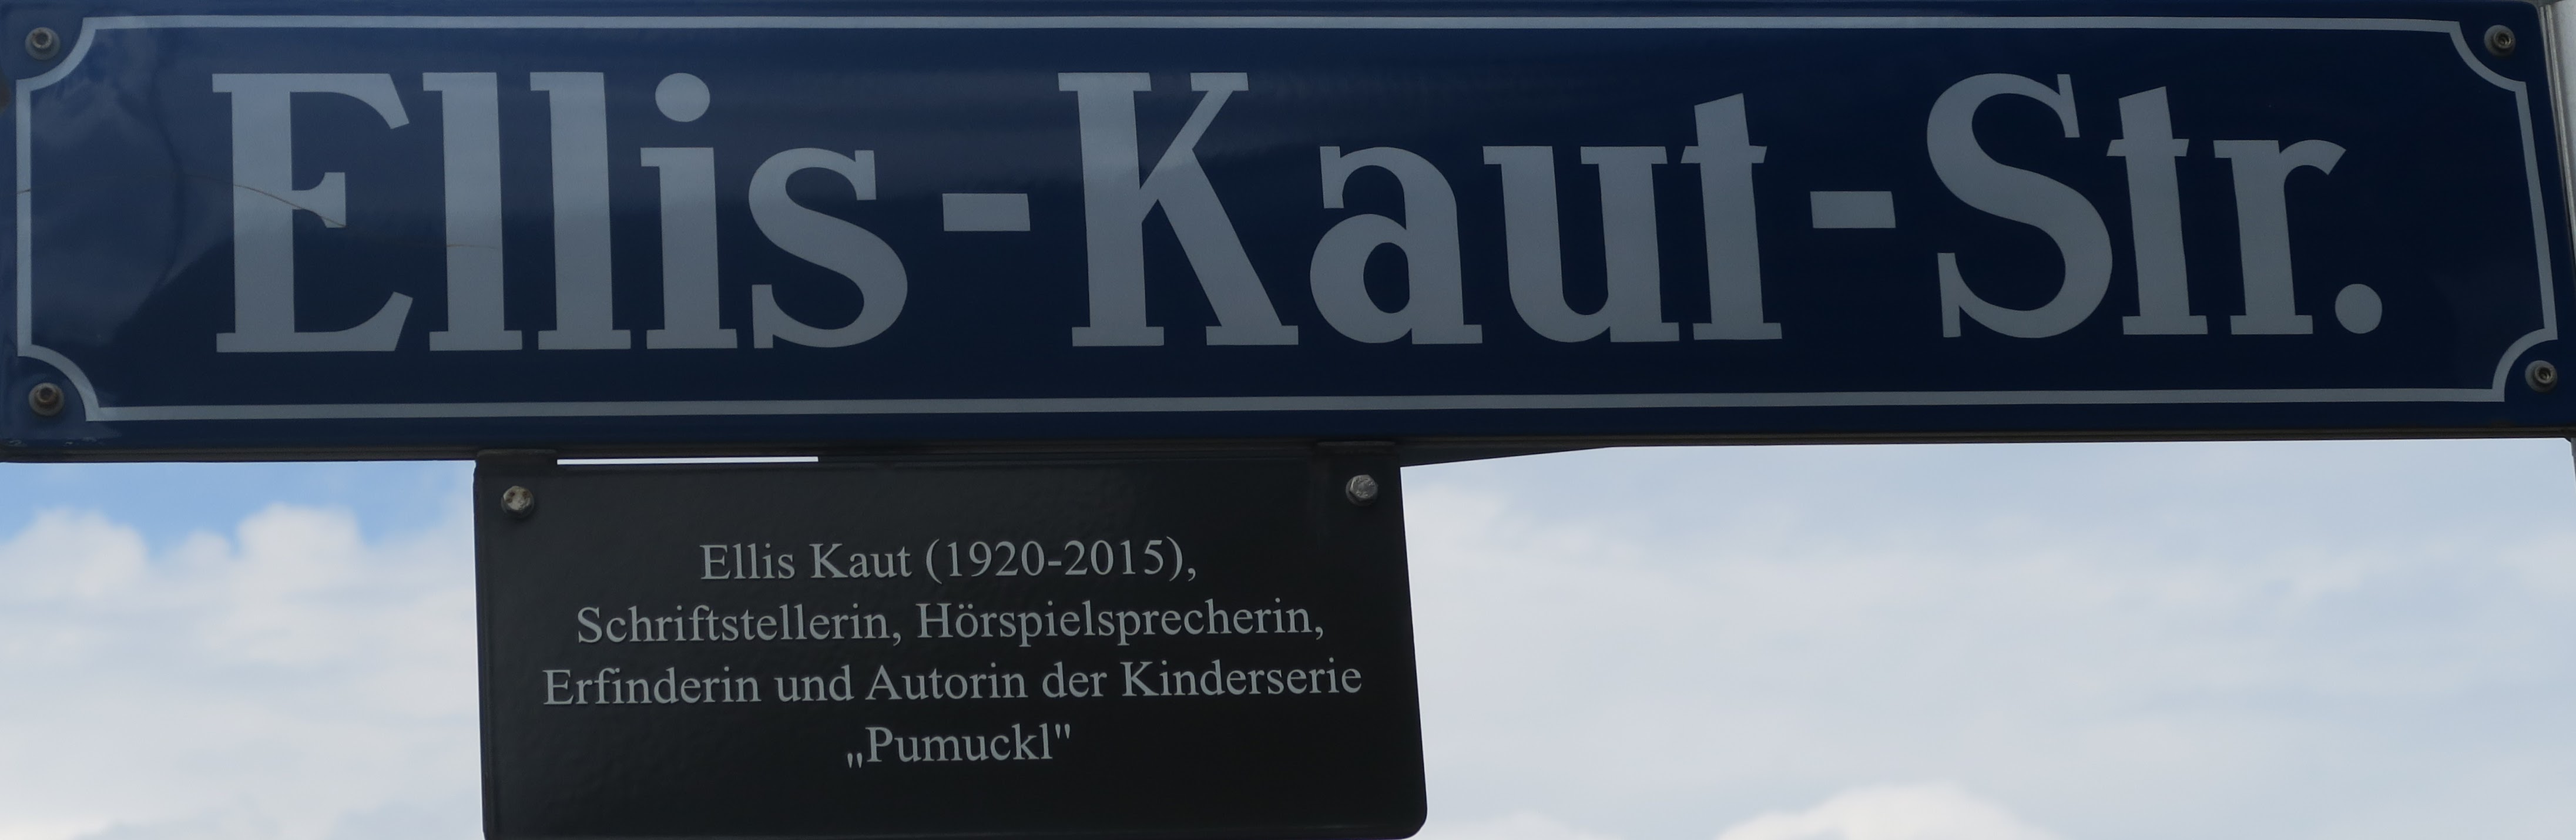 Ellis-Kaut-Str.
Ellis Kaut (1920-2015),
Schriftstellerin, Hörspielsprecherin,
Erfinderin und Autorin der Kinderserie
„Pumuckl"